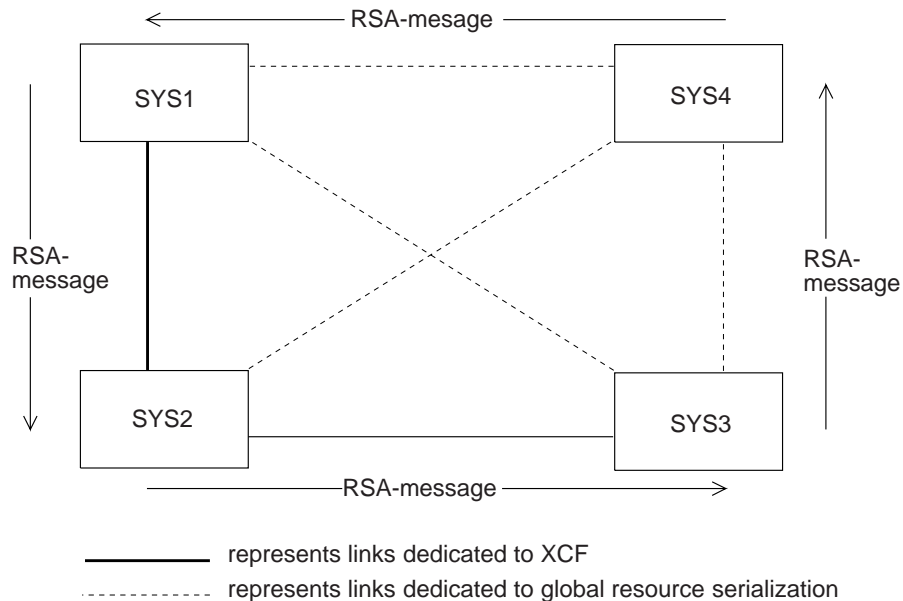 RSA-mesage
SYS1
SYS4
RSA-
message
RSA-
message
SYS2
SYS3
RSA-message
represents links dedicated to XCF
represents links dedicated to global resource serialization